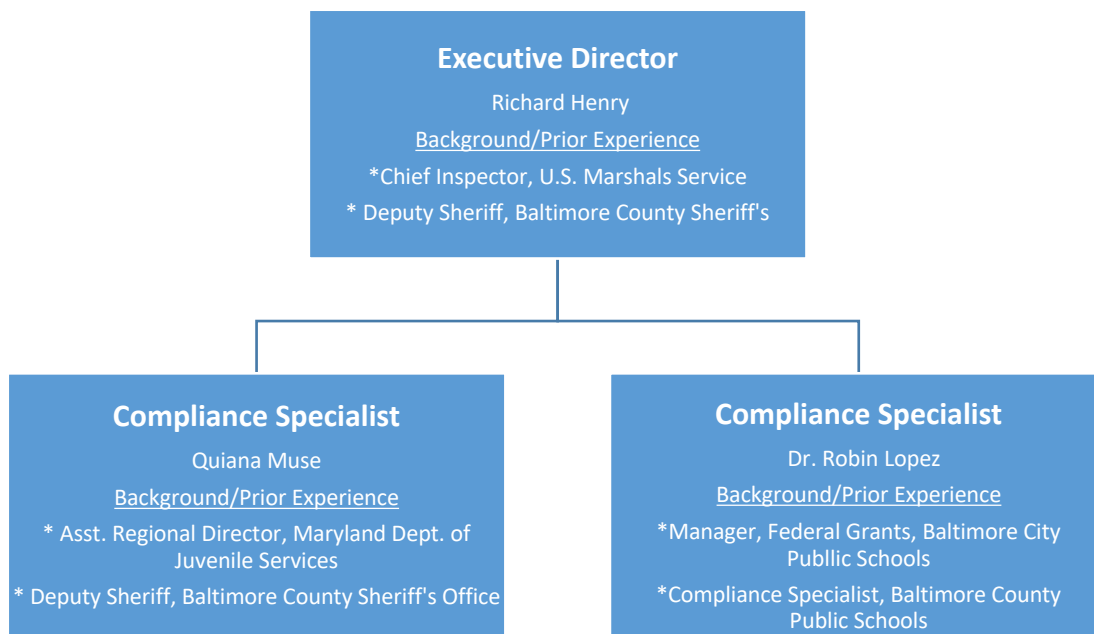 Executive Director
Richard Henry
Background/Prior Experience
*Chief Inspector, U.S. Marshals Service
* Deputy Sheriff, Baltimore County Sheriff's
Compliance Specialist
Quiana Muse
Background/Prior Experience
* Asst. Regional Director, Maryland Dept. of
Juvenile Services
* Deputy Sheriff, Baltimore County Sheriff's Office
Compliance Specialist
Dr. Robin Lopez
Background/Prior Experience
*Manager, Federal Grants, Baltimore City
Publlic Schools
*Compliance Specialist, Baltimore County
Public Schools